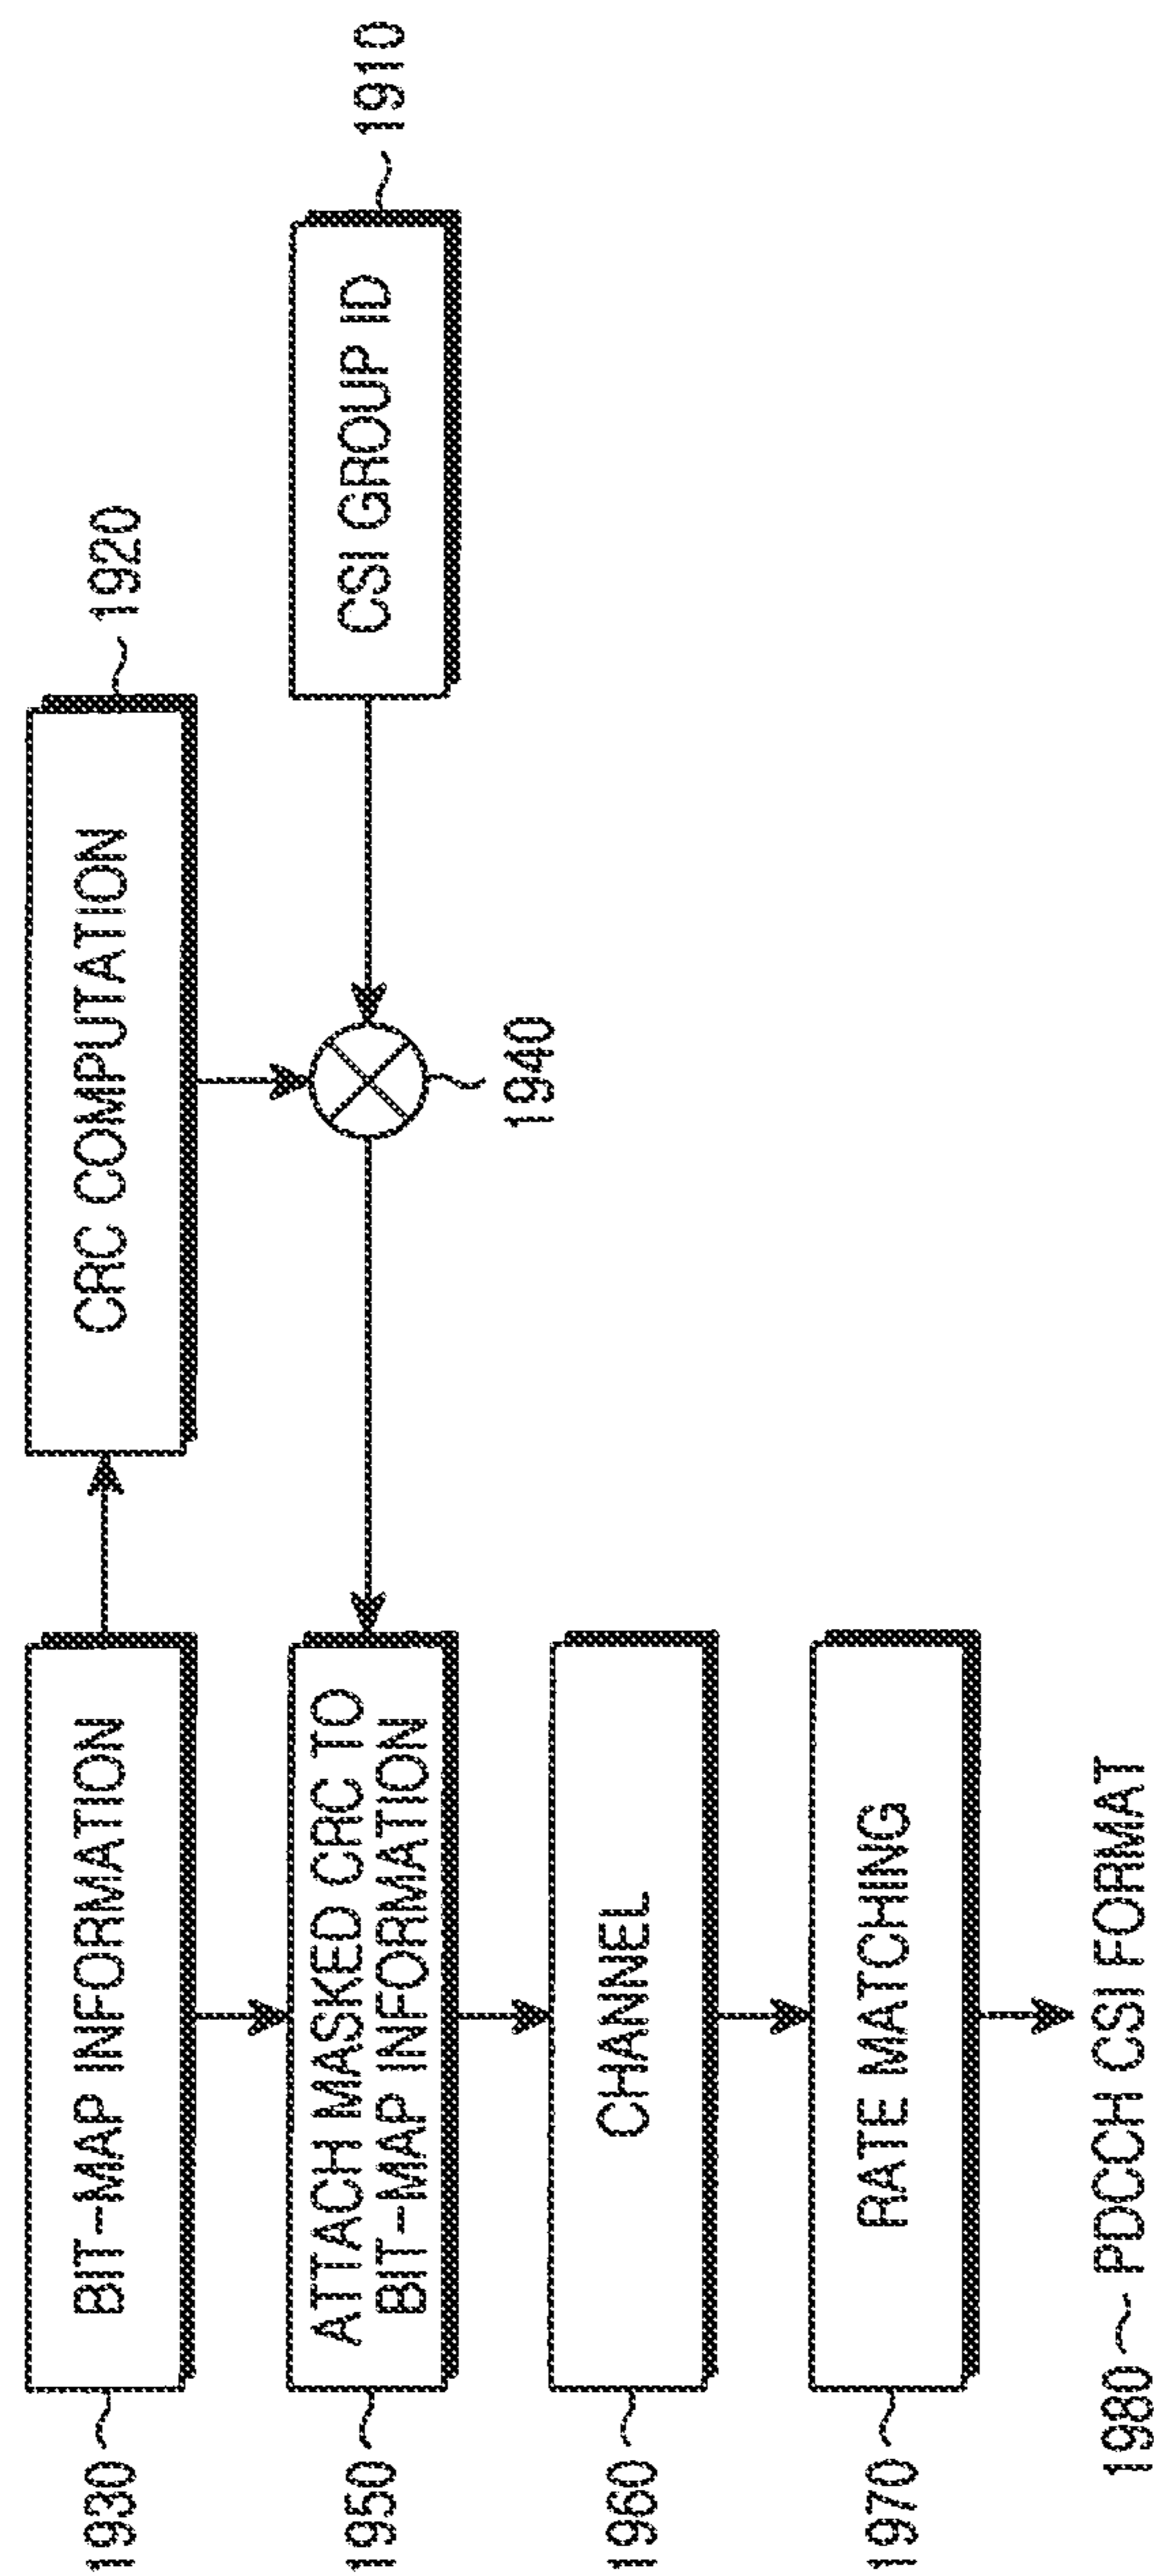 1930
BIT-MAP INFORMATION
CRC COMPUTATION
1920
1950
ATTACH MASKED CRC TO
BIT-MAP INFORMATION
1940
CSI GROUP ID
1910
1960
CHANNEL
1970
RATE MATCHING
1980
PDCCH CSI FORMAT